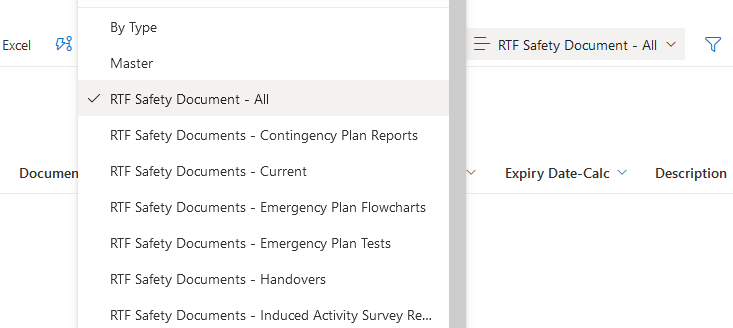 By Type
Excel
RTF Safety Document - All
Master
RTF Safety Document - All
RTF Safety Documents - Contingency Plan Reports
RTF Safety Documents - Current
Documen
Expiry Date-Calc
Description
RTF Safety Documents - Emergency Plan Flowcharts
RTF Safety Documents - Emergency Plan Tests
RTF Safety Documents - Handovers
RTF Safety Documents - Induced Activity Survey Re...